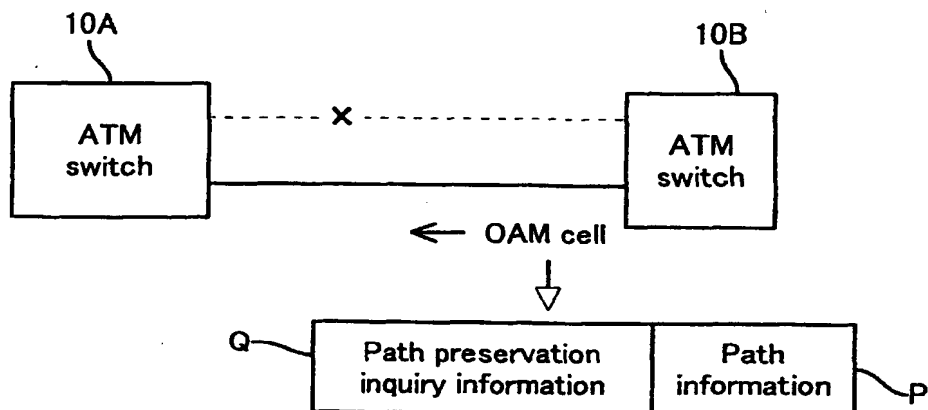 10A
10B
ATM
switch
×
ATM
switch
← OAM cell
Q
Path preservation
inquiry information
Path
information
P